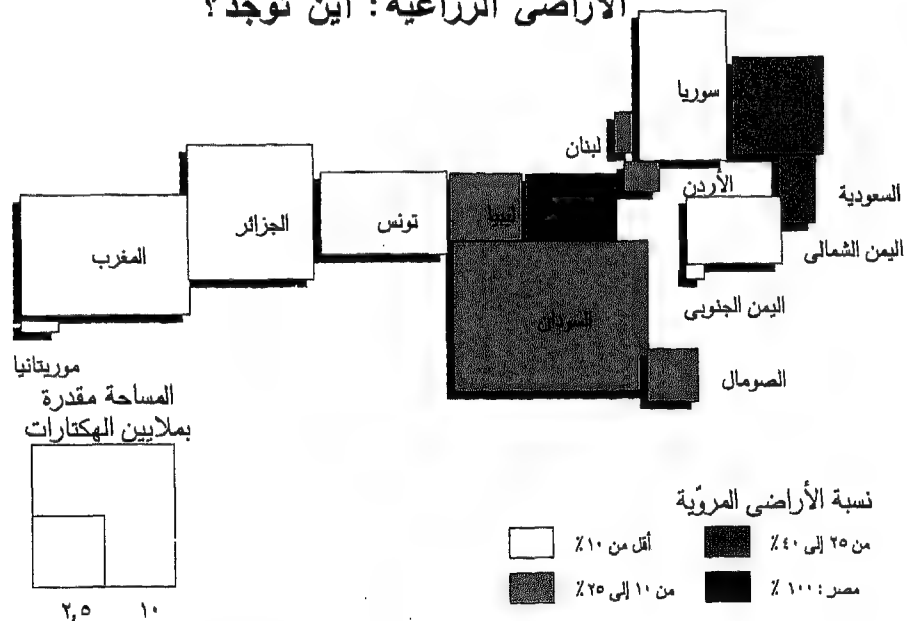 الأراضى الزراعية : أين توجد ؟
سوريا
لبنان
الأردن
السعودية
اليمن الشمالى
اليمن الجنوبى
ليبيا
تونس
الجزائر
المغرب
السودان
الصومال
موريتانيا
المساحة مقدرة
بملايين الهكتارات
٢,٥ ١٠
نسبة الأراضى المروّية
أقل من ١٠ ٪
من ٢٥ إلى ٤٠ ٪
من ١٠ إلى ٢٥ ٪
مصر : ١٠٠ ٪